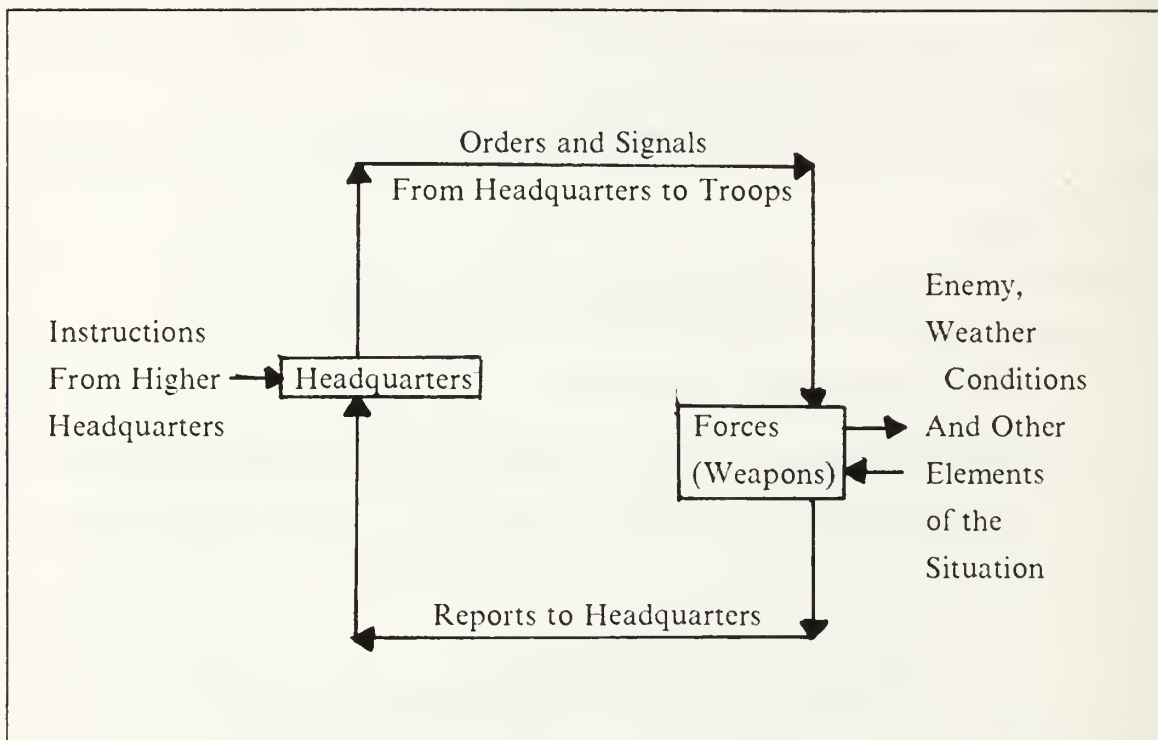 Orders and Signals
From Headquarters to Troops
Instructions
From Higher
Headquarters
Headquarters
Forces
(Weapons)
Enemy,
Weather
Conditions
And Other
Elements
of the
Situation
Reports to Headquarters